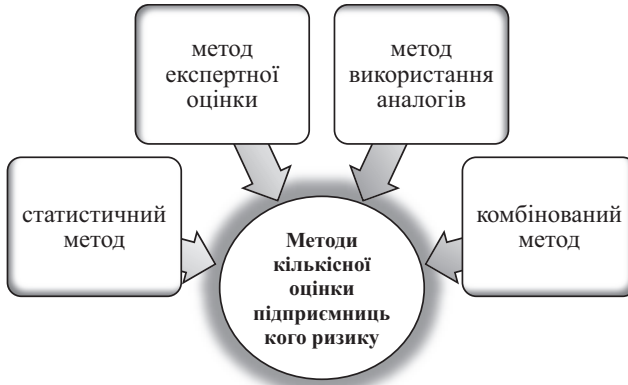 метод
експертної
оцінки
метод
використання
аналогів
статистичний
метод
комбінований
метод
Методи
кількісної
оцінки
підприємниць
кого ризику